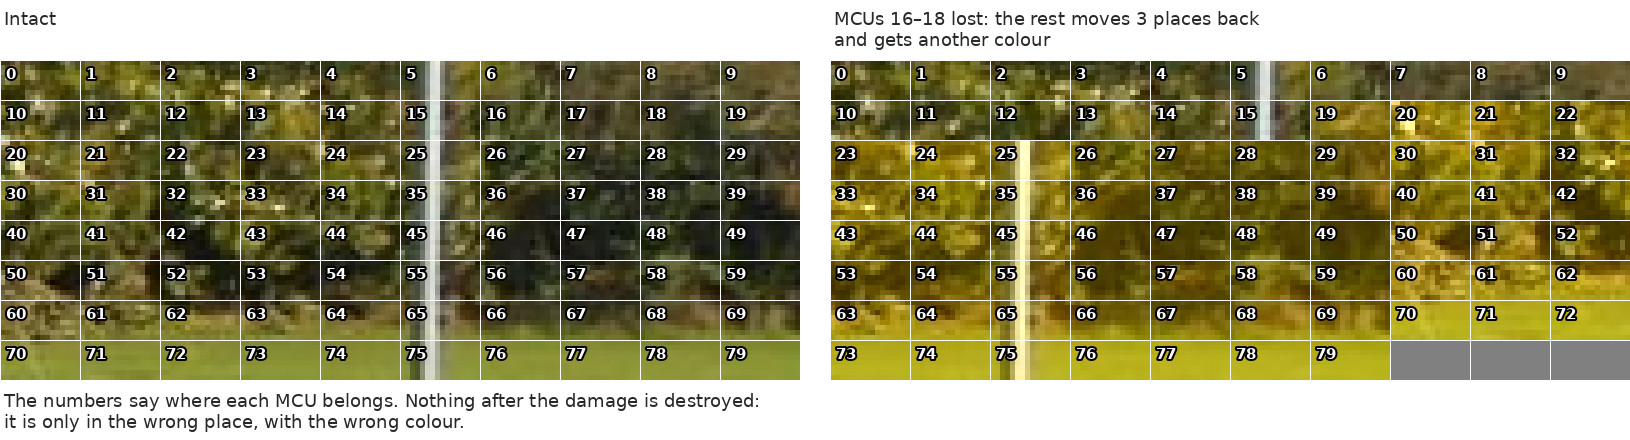 Intact
0 1 2 3 4 5 6 7 8 9
10 11 12 13 14 15 16 17 18 19
20 21 22 23 24 25 26 27 28 29
30 31 32 33 34 35 36 37 38 39
40 41 42 43 44 45 46 47 48 49
50 51 52 53 54 55 56 57 58 59
60 61 62 63 64 65 66 67 68 69
70 71 72 73 74 75 76 77 78 79
The numbers say where each MCU belongs. Nothing after the damage is destroyed:
it is only in the wrong place, with the wrong colour.
MCUs 16–18 lost: the rest moves 3 places back
and gets another colour
0 1 2 3 4 5 6 7 8 9
10 11 12 13 14 15 19 20 21 22
23 24 25 26 27 28 29 30 31 32
33 34 35 36 37 38 39 40 41 42
43 44 45 46 47 48 49 50 51 52
53 54 55 56 57 58 59 60 61 62
63 64 65 66 67 68 69 70 71 72
73 74 75 76 77 78 79